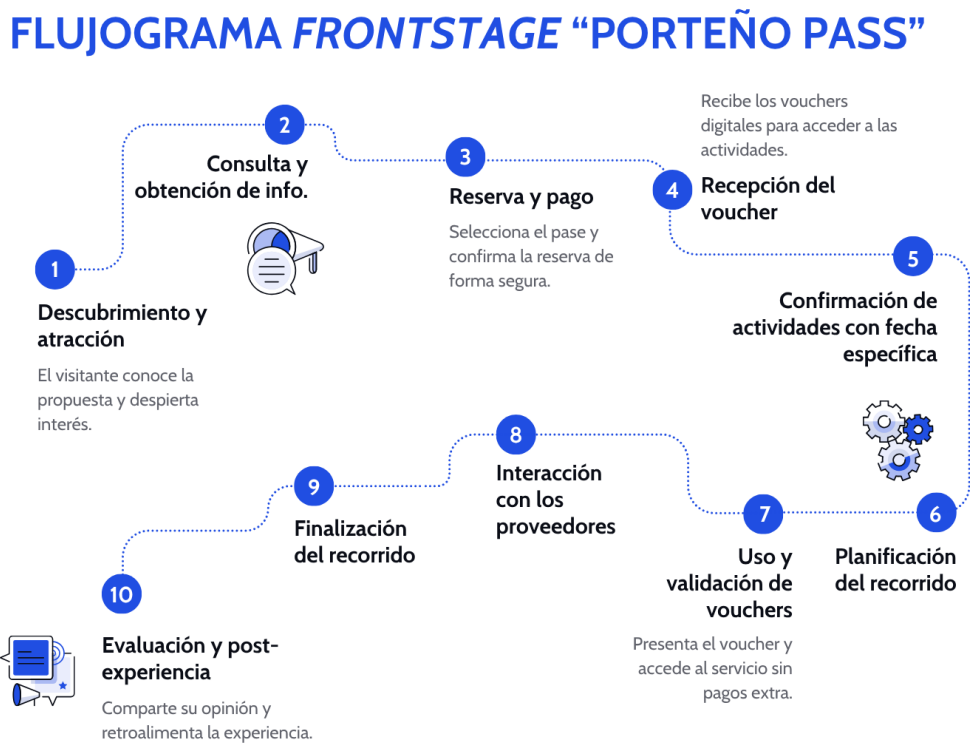 FLUJOGRAMA FRONTSTAGE “PORTEÑO PASS”
1
Descubrimiento y
atracción
El visitante conoce la
propuesta y despierta
interés.
2
Consulta y
obtención de info.
3
Reserva y pago
Selecciona el pase y
confirma la reserva de
forma segura.
Recibe los vouchers
digitales para acceder a las
actividades.
4
Recepción del
voucher
5
Confirmación de
actividades con fecha
específica
6
Planificación
del recorrido
7
Uso y
validación de
vouchers
Presenta el voucher y
accede al servicio sin
pagos extra.
8
Interacción
con los
proveedores
9
Finalización
del recorrido
10
Evaluación y post-
experiencia
Comparte su opinión y
retroalimenta la experiencia.